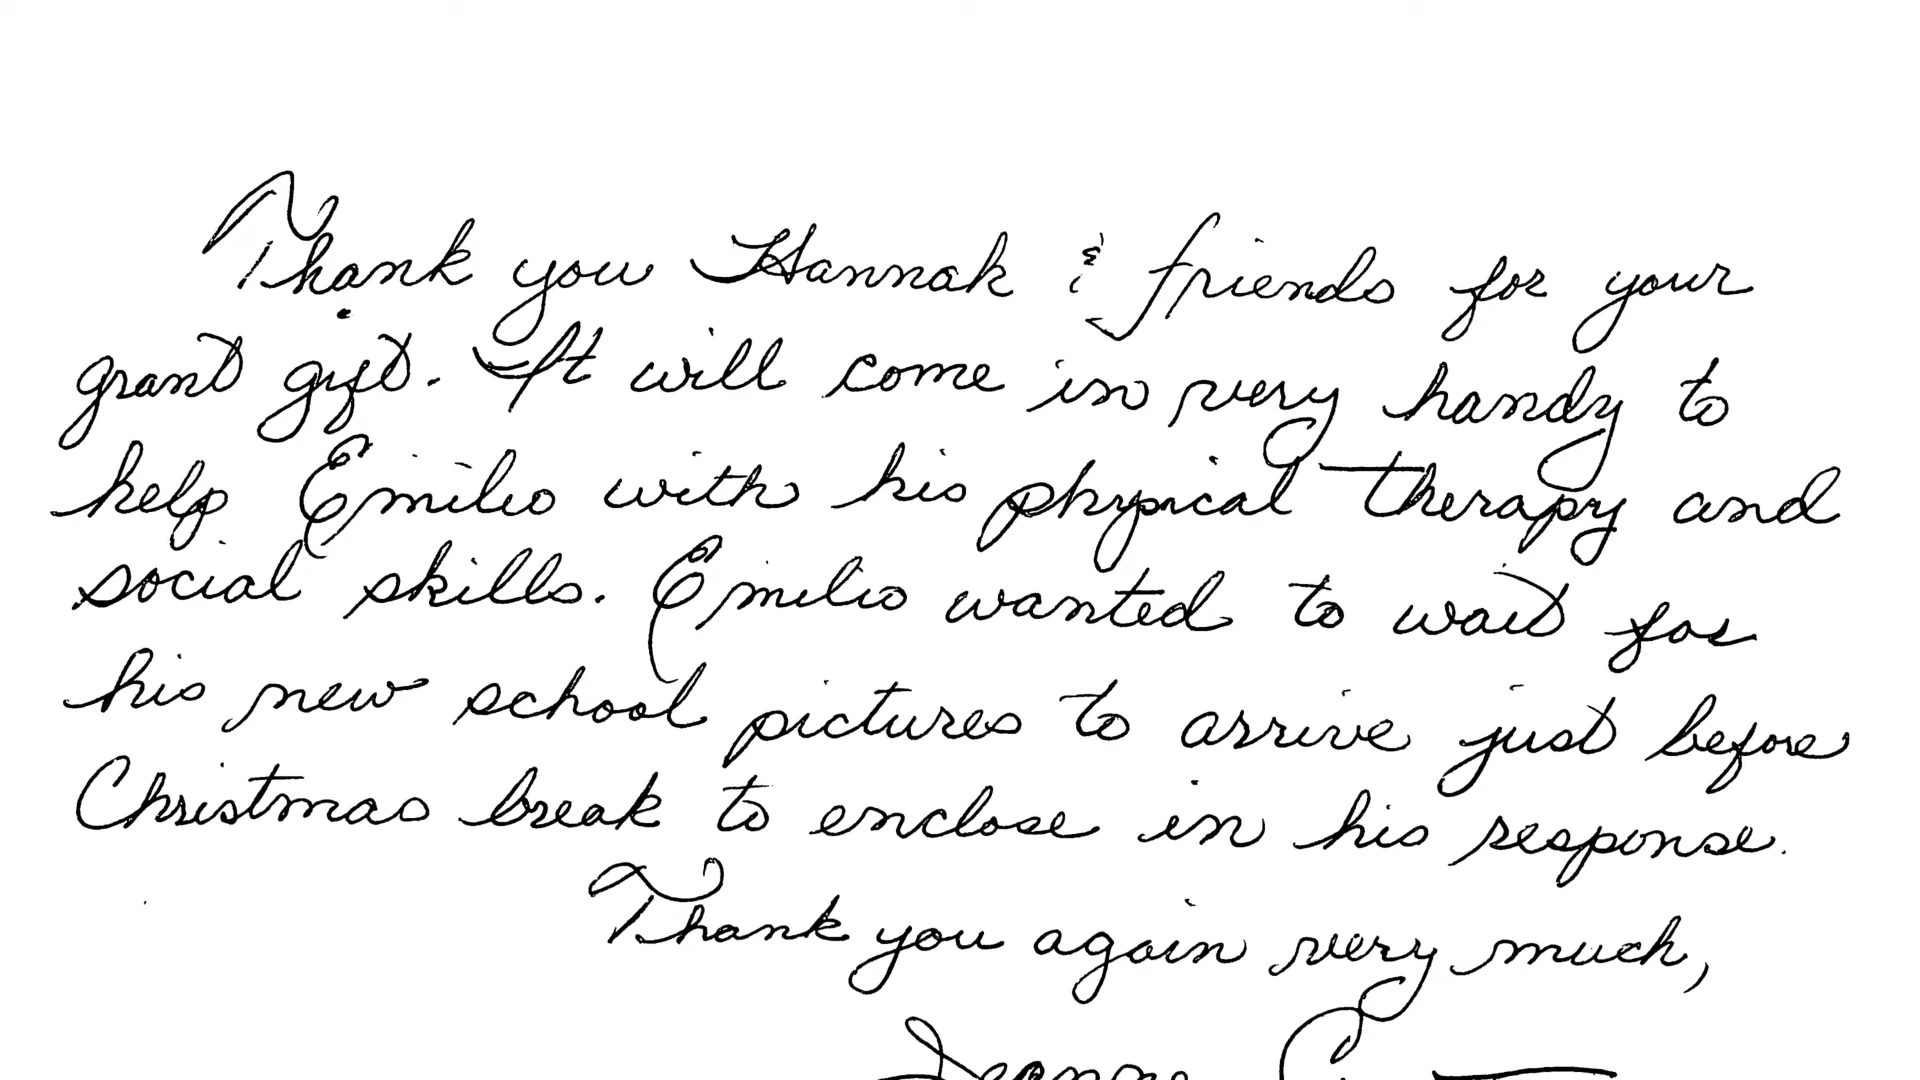 Thank you Hannah & friends for your
grant gift. It will come in very handy to
help Emilio with his physical therapy and
social skills. Emilio wanted to wait for
his new school pictures to arrive just before
Christmas break to enclose in his response.
Thank you again very much,